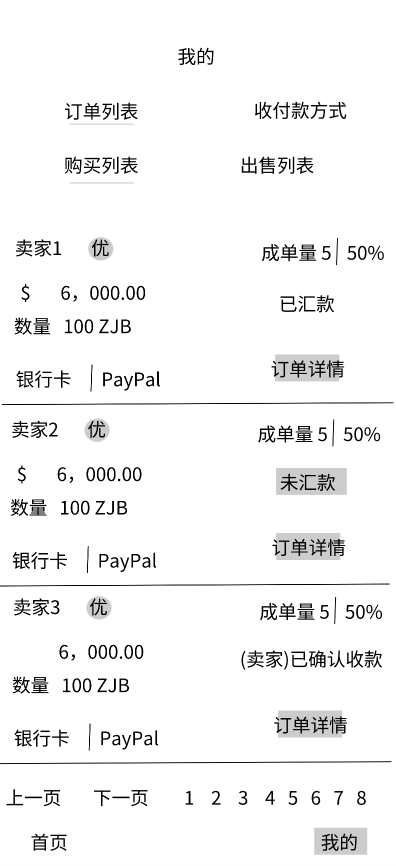 我的
订单列表 收付款方式
购买列表 出售列表
卖家1 优 成单量 5 50%
$ 6，000.00 已汇款
数量 100 ZJB
银行卡 PayPal 订单详情
卖家2 优 成单量 5 50%
$ 6，000.00 未汇款
数量 100 ZJB
银行卡 PayPal 订单详情
卖家3 优 成单量 5 50%
6，000.00 (卖家)已确认收款
数量 100 ZJB
银行卡 PayPal 订单详情
上一页 下一页 1 2 3 4 5 6 7 8
首页 我的